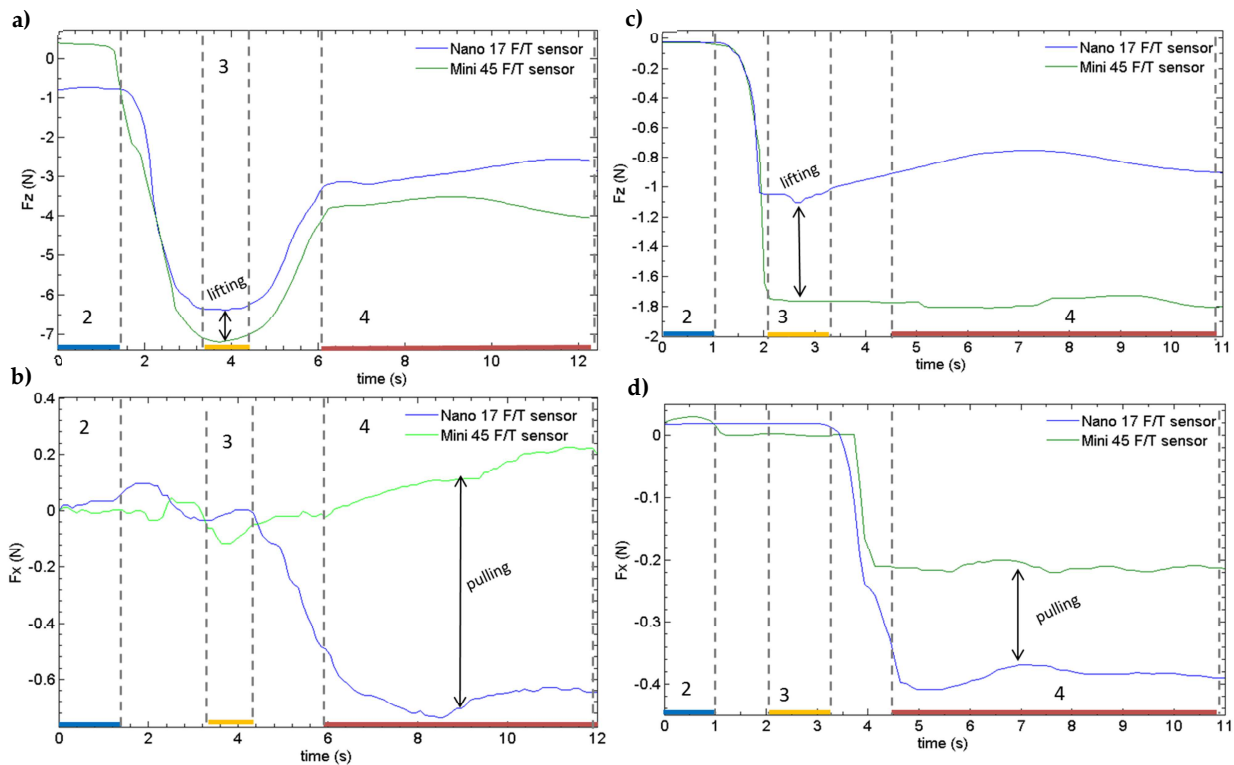 a)
Nano 17 F/T sensor
Mini 45 F/T sensor
3
lifting
2
4
0
-1
-2
-3
-4
-5
-6
-7
Fz (N)
0 2 4 6 8 10 12
time (s)
c)
Nano 17 F/T sensor
Mini 45 F/T sensor
lifting
2
3
4
0
-0.2
-0.4
-0.6
-0.8
-1
-1.2
-1.4
-1.6
-1.8
-2
Fz (N)
0 1 2 3 4 5 6 7 8 9 10 11
time (s)
b)
Nano 17 F/T sensor
Mini 45 F/T sensor
2
3
4
pulling
0.4
0.2
0
-0.2
-0.4
-0.6
Fx (N)
0 2 4 6 8 10 12
time (s)
d)
Nano 17 F/T sensor
Mini 45 F/T sensor
pulling
2
3
4
0
-0.1
-0.2
-0.3
-0.4
Fx (N)
0 1 2 3 4 5 6 7 8 9 10 11
time (s)